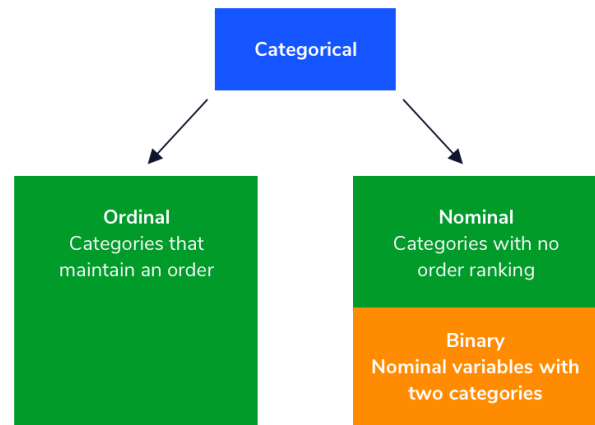 Categorical
Ordinal
Categories that
maintain an order
Nominal
Categories with no
order ranking
Binary
Nominal variables with
two categories